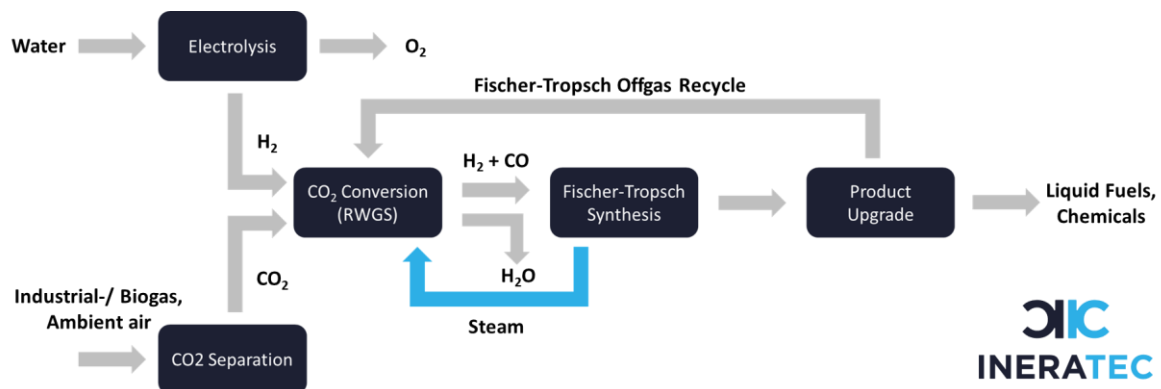 Water
Electrolysis
O₂
Fischer-Tropsch Offgas Recycle
H₂
H₂ + CO
CO₂ Conversion
(RWGS)
Fischer-Tropsch
Synthesis
Product
Upgrade
Liquid Fuels,
Chemicals
CO₂
H₂O
Industrial-/ Biogas,
Ambient air
Steam
CO2 Separation
INERATEC